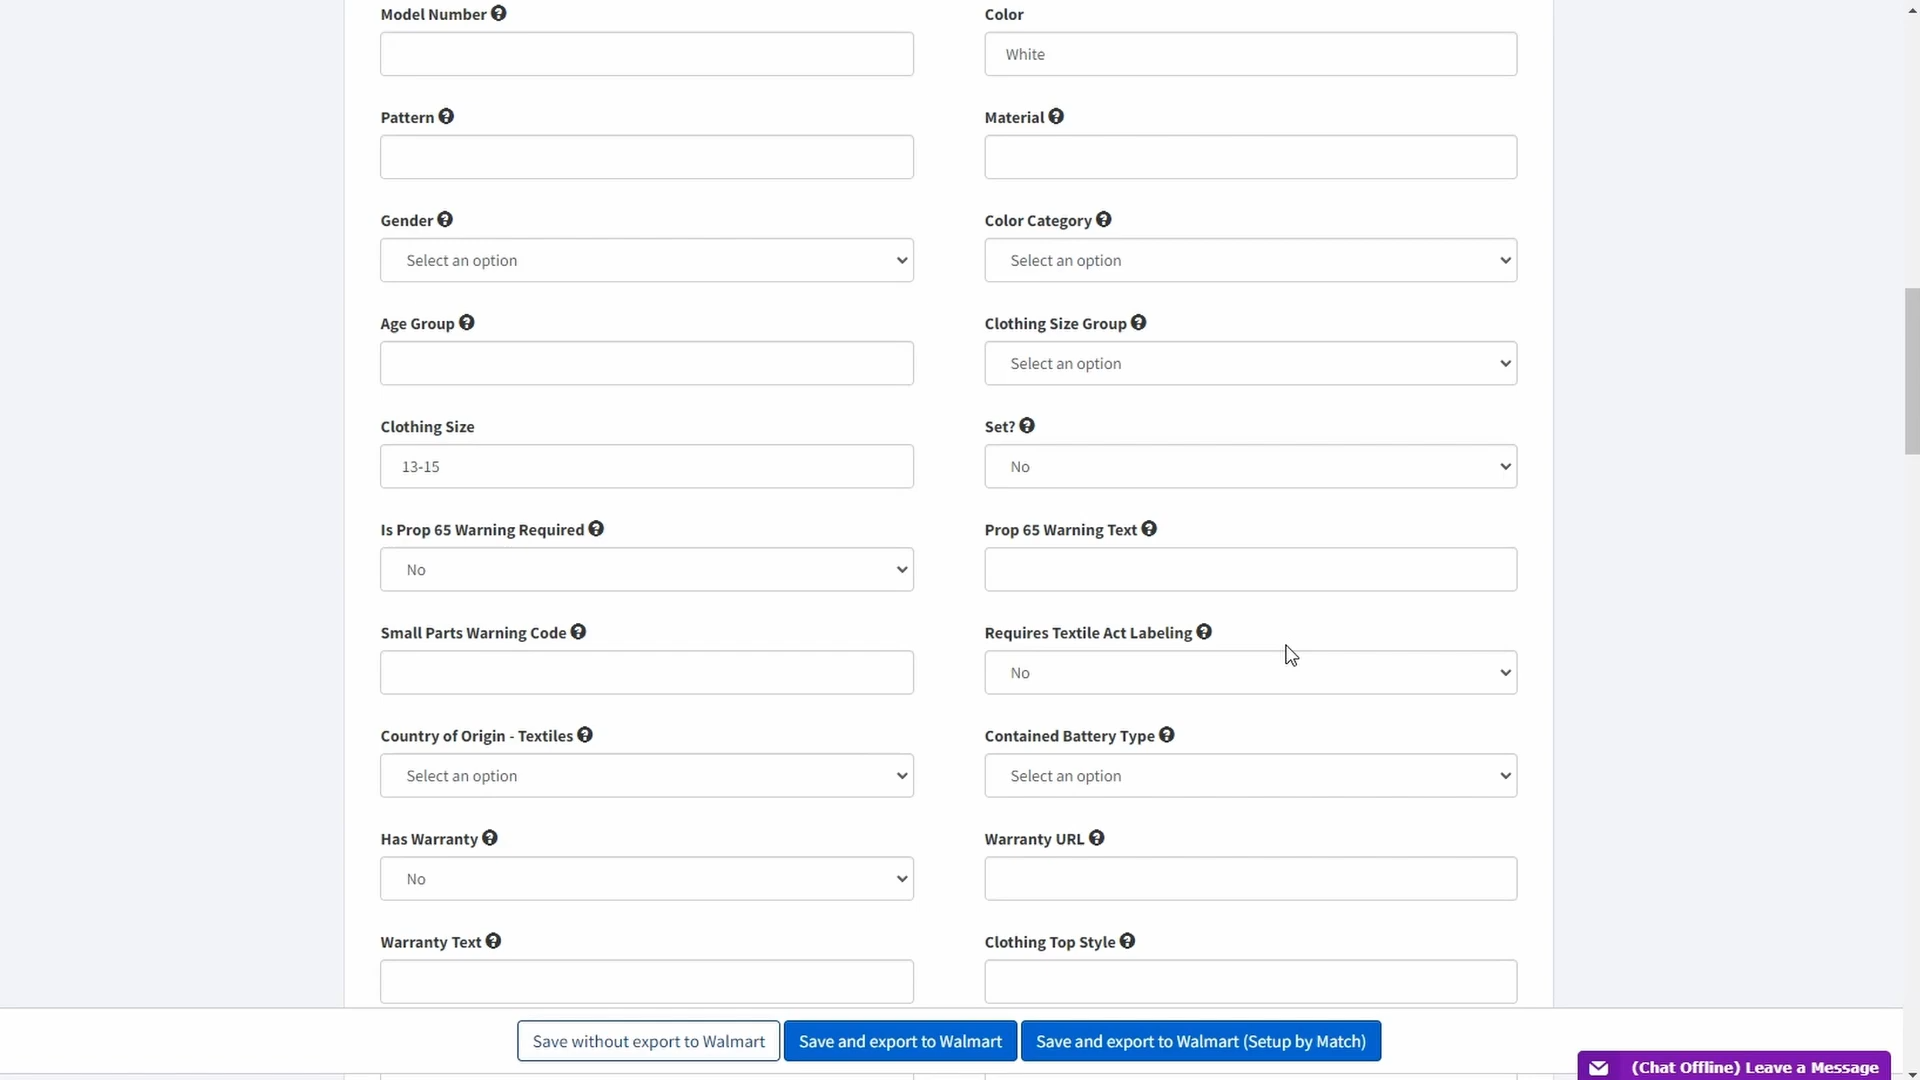 Model Number
Color
White
Pattern
Material
Gender
Color Category
Select an option
Select an option
Age Group
Clothing Size Group
Select an option
Clothing Size
Set?
13-15
No
Is Prop 65 Warning Required
Prop 65 Warning Text
No
Small Parts Warning Code
Requires Textile Act Labeling
No
Country of Origin - Textiles
Contained Battery Type
Select an option
Select an option
Has Warranty
Warranty URL
No
Warranty Text
Clothing Top Style
Save without export to Walmart
Save and export to Walmart
Save and export to Walmart (Setup by Match)
(Chat Offline) Leave a Message